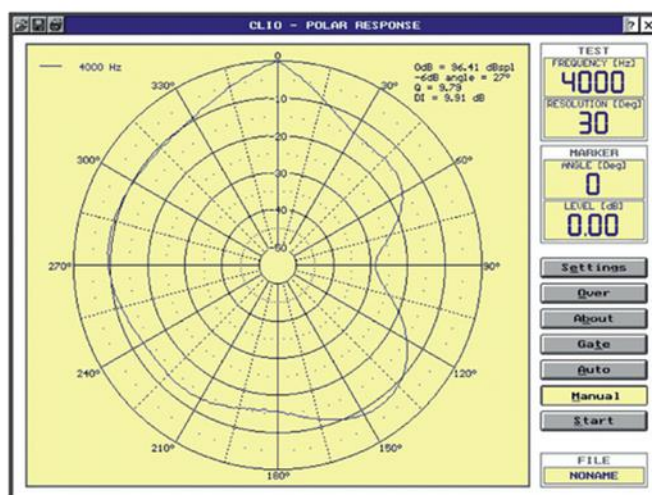 CLIO - POLAR RESPONSE
? ×
4000 Hz
0dB = 96.41 dBspl
-6dB angle = 27°
Q = 9.79
DI = 9.91 dB
0
30°
60°
90°
120°
150°
180°
210°
240°
270°
300°
330°
-10
-20
-30
-40
TEST
FREQUENCY [Hz]
4000
RESOLUTION [Deg]
30
MARKER
ANGLE [Deg]
0
LEVEL [dB]
0.00
Settings
Over
About
Gate
Auto
Manual
Start
FILE
NONAME